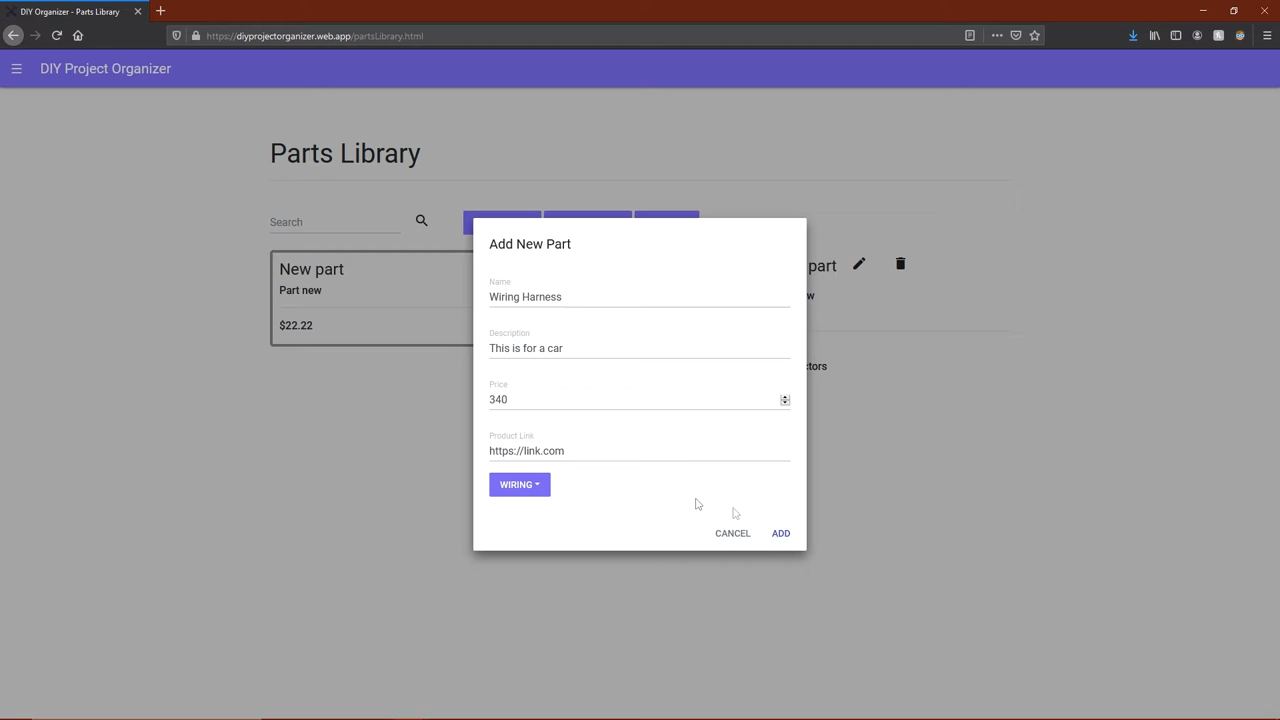 DIY Organizer - Parts Library
https://diyprojectorganizer.web.app/partsLibrary.html
DIY Project Organizer
Parts Library
Search
New part
Part new
$22.22
part
w
ctors
Add New Part
Name
Wiring Harness
Description
This is for a car
Price
340
Product Link
https://link.com
WIRING
CANCEL
ADD